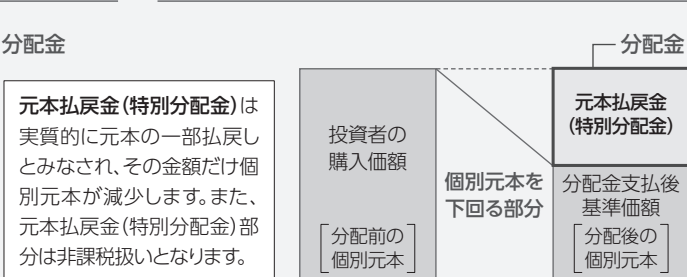 分配金
元本払戻金(特別分配金)は
実質的に元本の一部払戻し
とみなされ、その金額だけ個
別元本が減少します。また、
元本払戻金(特別分配金)部
分は非課税扱いとなります。
投資者の
購入価額
分配前の
個別元本
個別元本を
下回る部分
分配金
元本払戻金
(特別分配金)
分配金支払後
基準価額
分配後の
個別元本